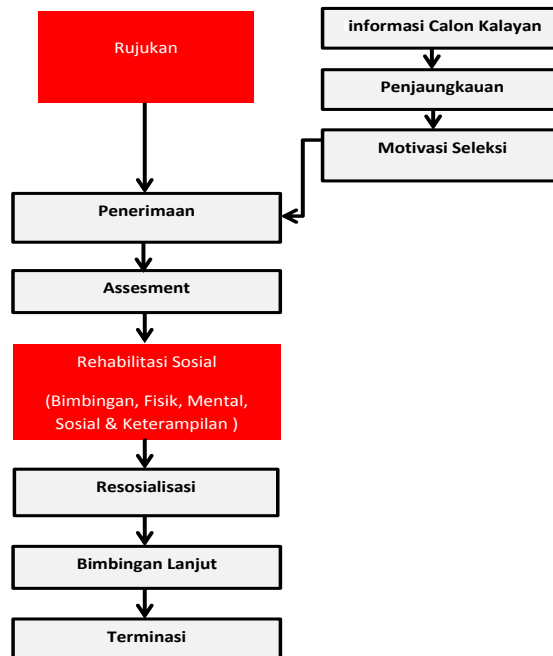 Rujukan
informasi Calon Kalayan
Penjaungkauan
Motivasi Seleksi
Penerimaan
Assesment
Rehabilitasi Sosial
(Bimbingan, Fisik, Mental,
Sosial & Keterampilan )
Resosialisasi
Bimbingan Lanjut
Terminasi